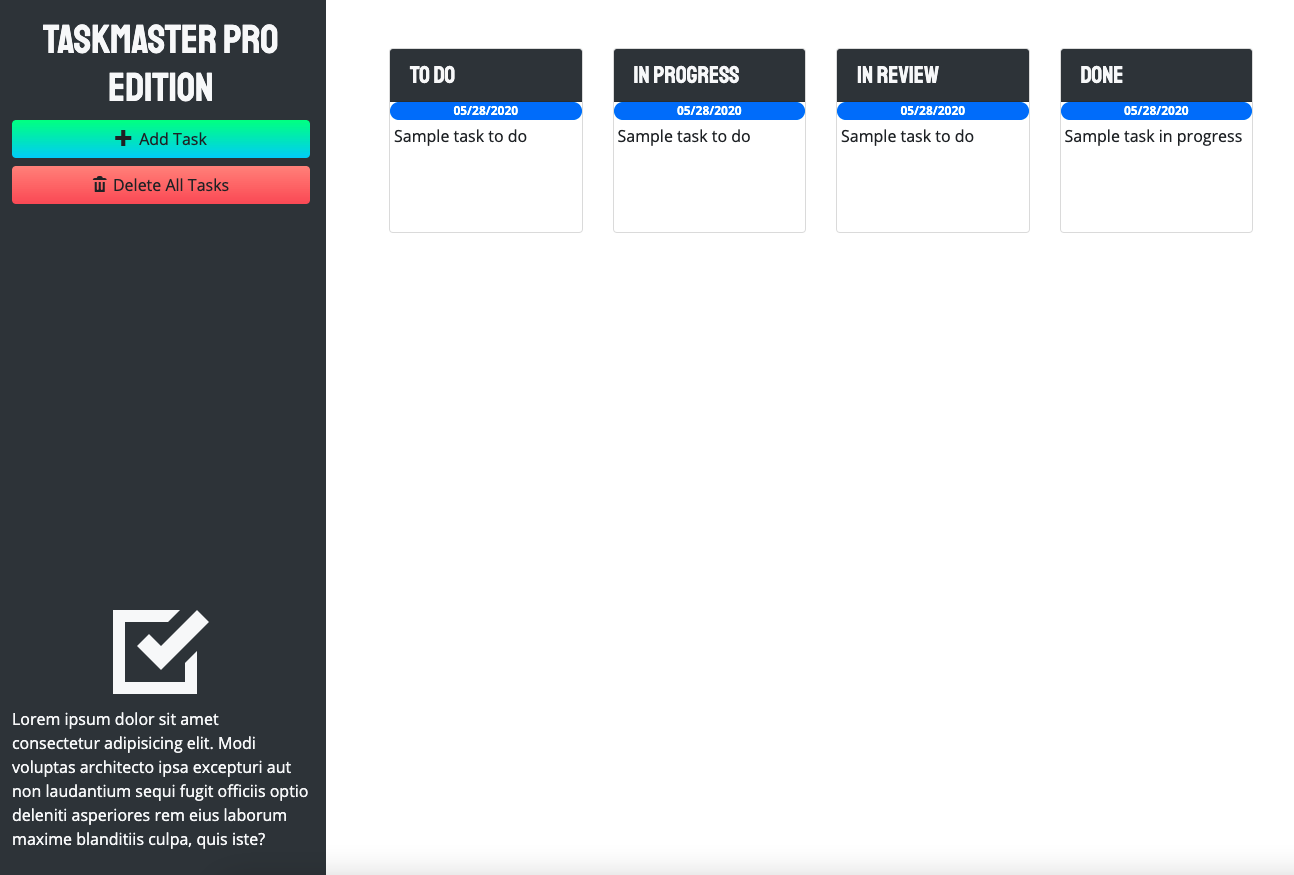 TASKMASTER PRO
EDITION
Add Task
Delete All Tasks
Lorem ipsum dolor sit amet
consectetur adipisicing elit. Modi
voluptas architecto ipsa excepturi aut
non laudantium sequi fugit officiis optio
deleniti asperiores rem eius laborum
maxime blanditiis culpa, quis iste?
TO DO
05/28/2020
Sample task to do
IN PROGRESS
05/28/2020
Sample task to do
IN REVIEW
05/28/2020
Sample task to do
DONE
05/28/2020
Sample task in progress